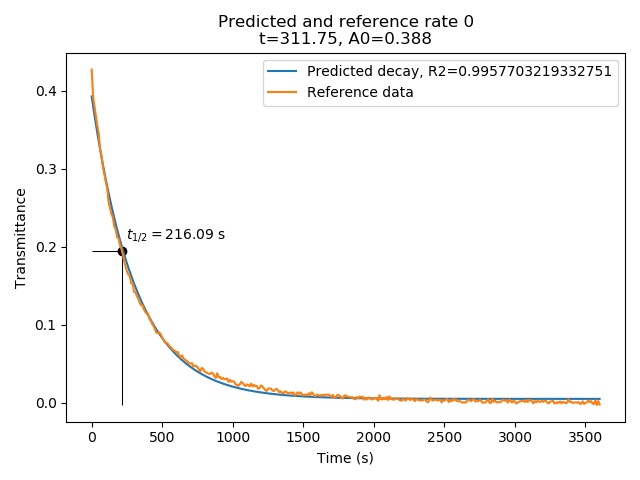 Predicted and reference rate 0
t=311.75, A0=0.388
Predicted decay, R2=0.9957703219332751
Reference data
0.4
0.3
0.2
0.1
0.0
Transmittance
t1/2 = 216.09 s
0
500
1000
1500
2000
2500
3000
3500
Time (s)